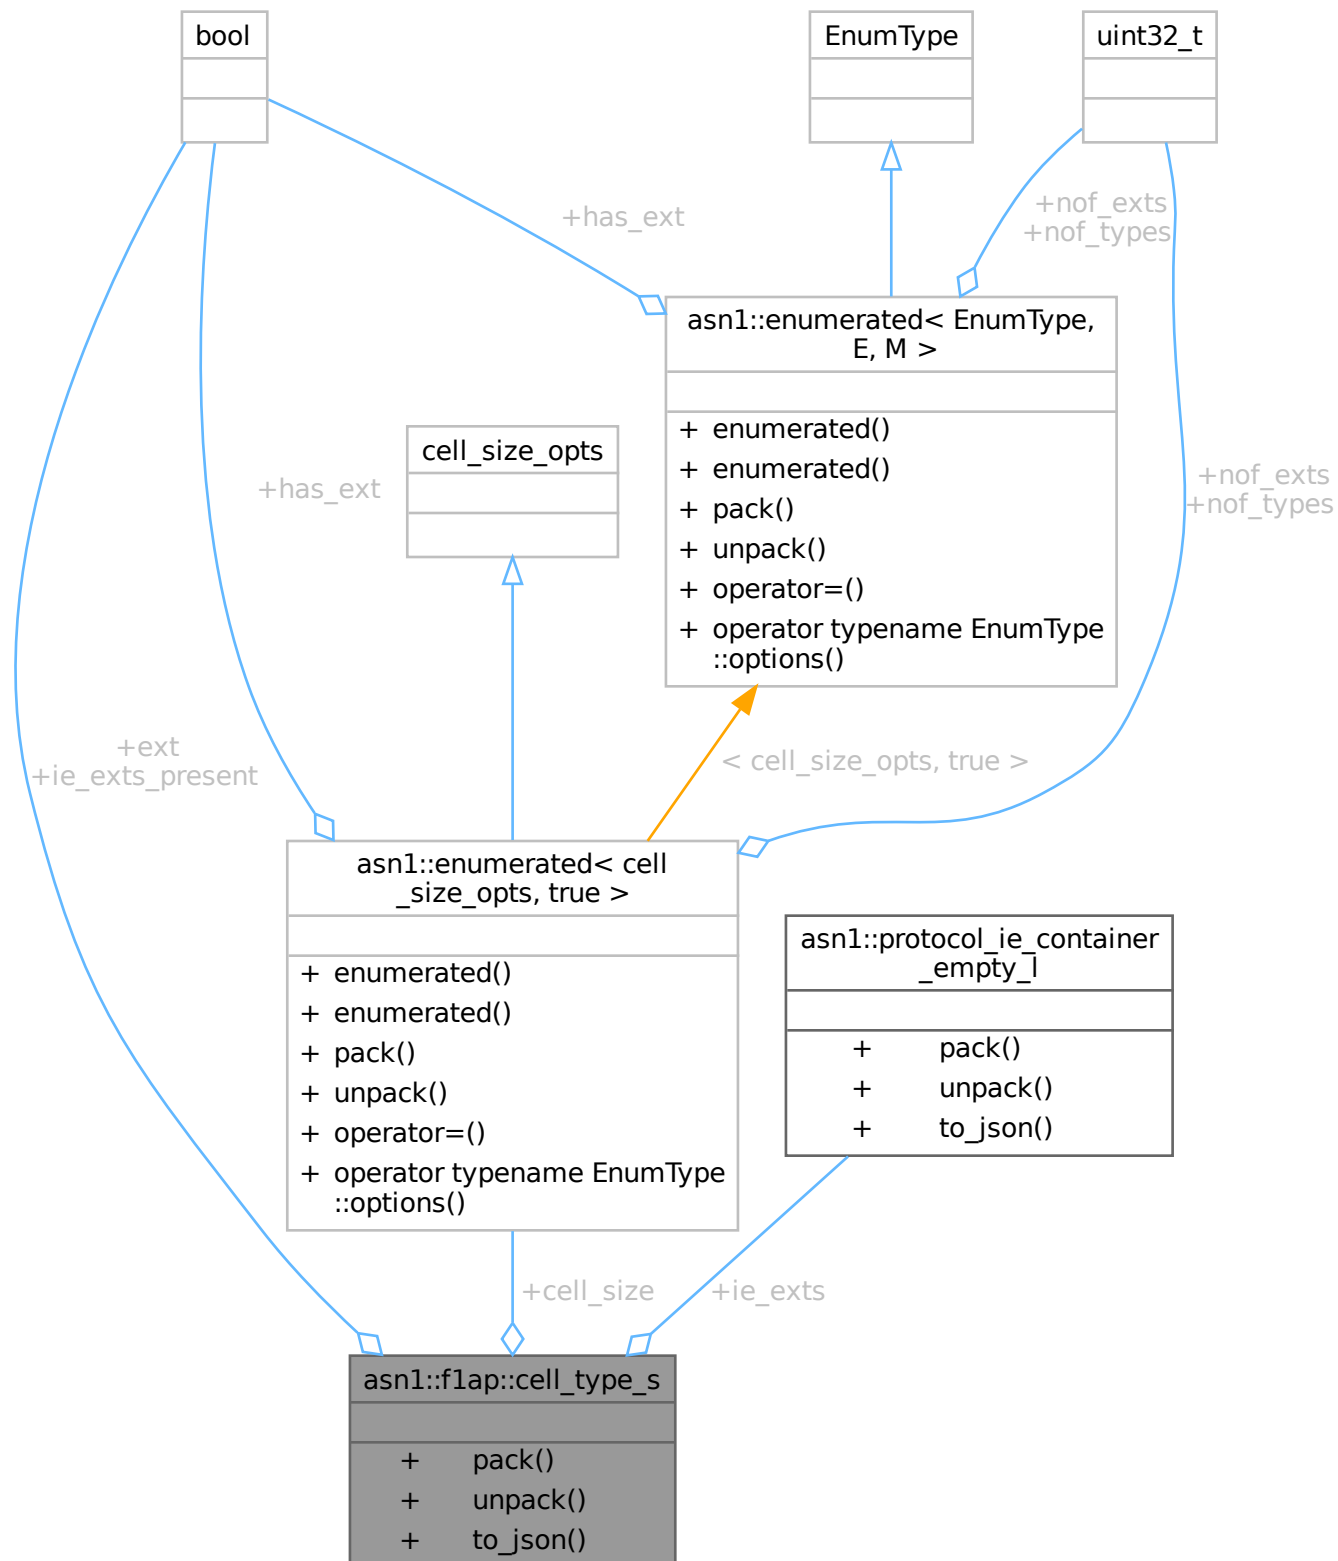 bool
EnumType
uint32_t
+has_ext
+nof_exts
+nof_types
asn1::enumerated< EnumType,
E, M >
+ enumerated()
+ enumerated()
+ pack()
+ unpack()
+ operator=()
+ operator typename EnumType
::options()
cell_size_opts
+has_ext
+nof_exts
+nof_types
+ext
+ie_exts_present
< cell_size_opts, true >
asn1::enumerated< cell
_size_opts, true >
+ enumerated()
+ enumerated()
+ pack()
+ unpack()
+ operator=()
+ operator typename EnumType
::options()
asn1::protocol_ie_container
_empty_l
+ pack()
+ unpack()
+ to_json()
+cell_size
+ie_exts
asn1::f1ap::cell_type_s
+ pack()
+ unpack()
+ to_json()